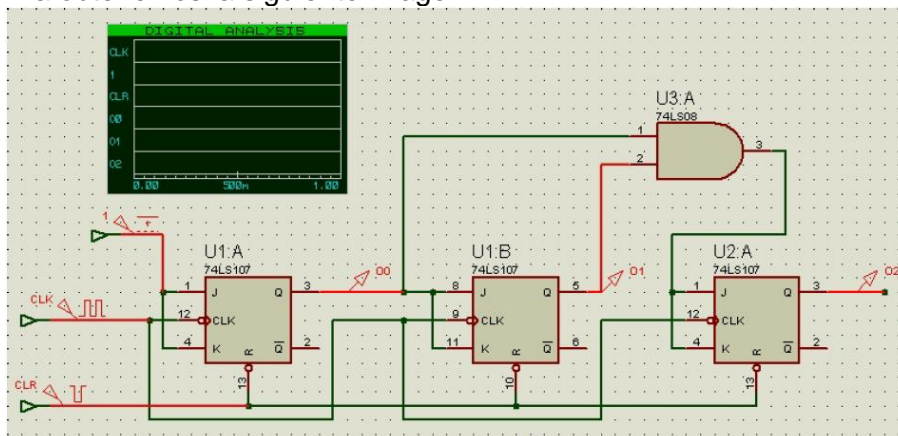 DIGITAL ANALYSIS
CLK
1
CLR
O0
O1
O2
0.00 500m 1.00
U3:A
74LS08
1
2
3
1
CLK
CLR
U1:A
74LS107
1 J Q 3
12 CLK
4 K Q 2
R
13
O0
U1:B
74LS107
8 J Q 5
9 CLK
11 K Q 6
R
10
O1
U2:A
74LS107
1 J Q 3
12 CLK
4 K Q 2
R
13
O2